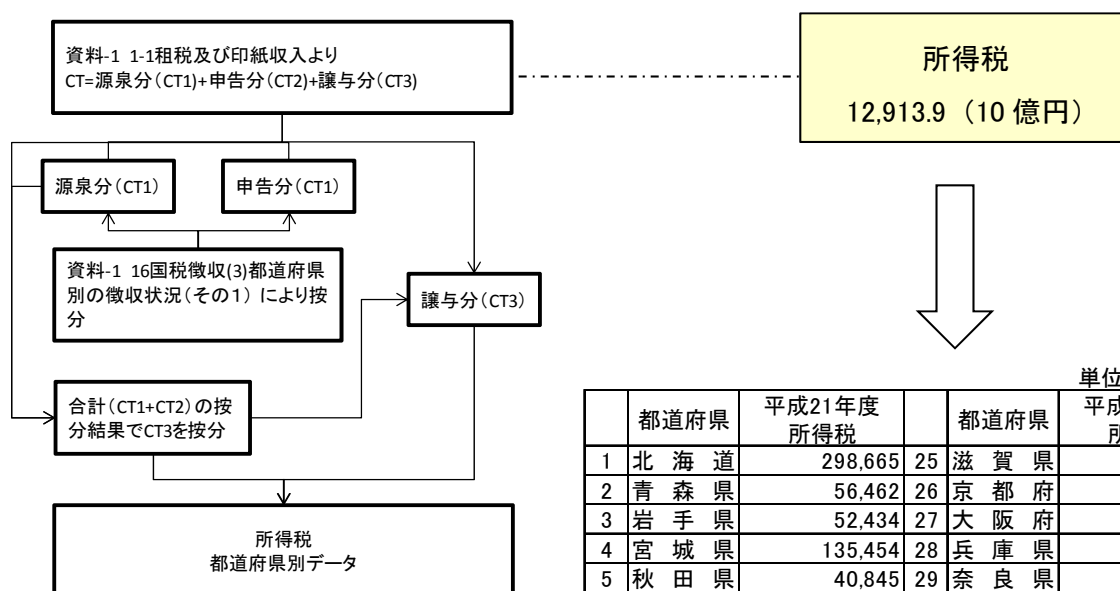 資料-1 1-1租税及び印紙収入より
CT=源泉分(CT1)+申告分(CT2)+譲与分(CT3)
所得税
12,913.9 (10 億円)
源泉分(CT1)
申告分(CT1)
資料-1 16国税徴収(3)都道府県
別の徴収状況(その1) により按
分
譲与分(CT3)
合計(CT1+CT2)の按
分結果でCT3を按分
所得税
都道府県別データ
単位
都道府県 平成21年度 都道府県 平成
所得税 所
1 北海道 298,665 25 滋賀県
2 青森県 56,462 26 京都府
3 岩手県 52,434 27 大阪府
4 宮城県 135,454 28 兵庫県
5 秋田県 40,845 29 奈良県